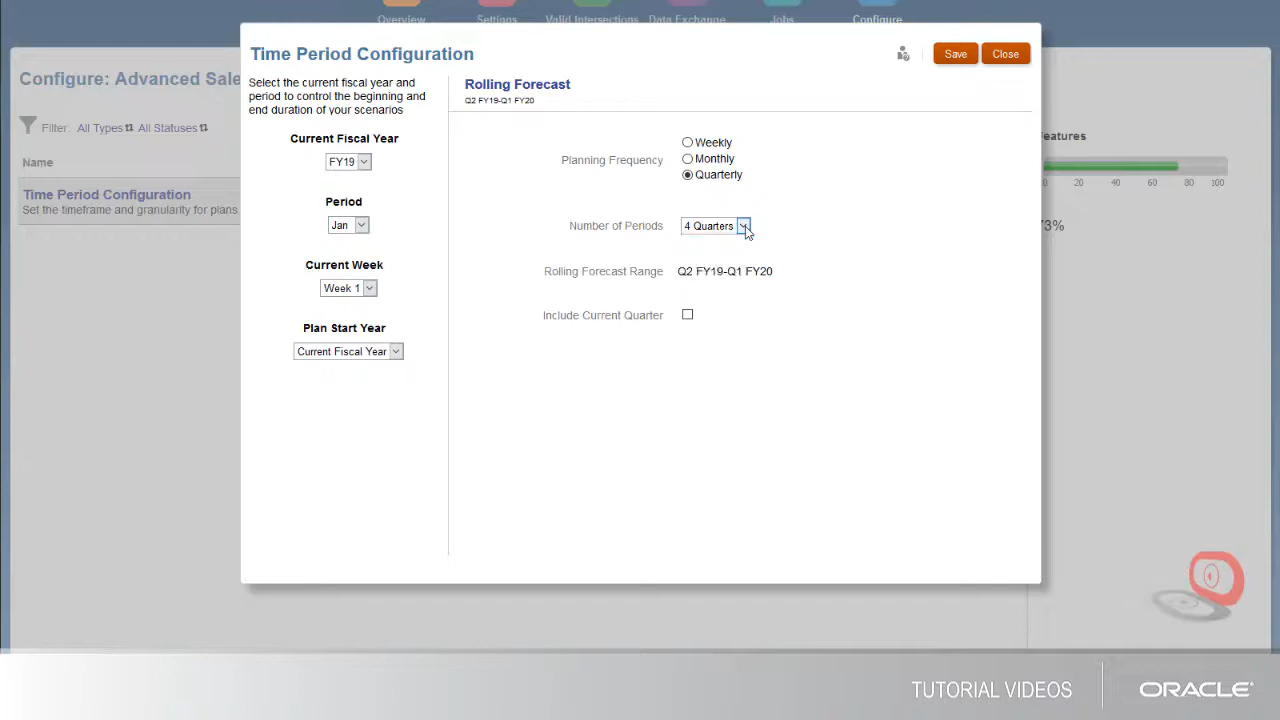 Overview Settings Valid Intersections Data Exchange Jobs Configure
Configure: Advanced Sale
Filter: All Types All Statuses
Name
Time Period Configuration
Set the timeframe and granularity for plans.
Time Period Configuration
Save Close
Select the current fiscal year and
period to control the beginning and
end duration of your scenarios
Current Fiscal Year
FY19
Period
Jan
Current Week
Week 1
Plan Start Year
Current Fiscal Year
Rolling Forecast
Q2 FY19-Q1 FY20
Planning Frequency
Weekly
Monthly
Quarterly
Number of Periods 4 Quarters
Rolling Forecast Range Q2 FY19-Q1 FY20
Include Current Quarter
Features
0 20 40 60 80 100
73%
TUTORIAL VIDEOS ORACLE